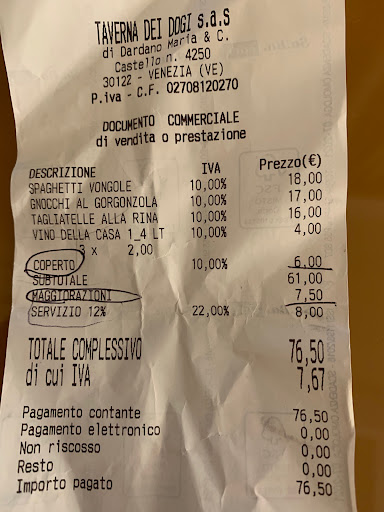 TAVERNA DEI DOGI s.a.s
di Dardano Maria & C.
Castello n. 4250
30122 - VENEZIA (VE)
P.iva - C.F. 02708120270
DOCUMENTO COMMERCIALE
di vendita o prestazione
DESCRIZIONE IVA Prezzo(€)
SPAGHETTI VONGOLE 10,00% 18,00
GNOCCHI AL GORGONZOLA 10,00% 17,00
TAGLIATELLE ALLA RINA 10,00% 16,00
VINO DELLA CASA 1_4 LT 10,00% 4,00
3 x 2,00
COPERTO 10,00% 6,00
SUBTOTALE 61,00
MAGGIORAZIONI 7,50
SERVIZIO 12% 22,00% 8,00
TOTALE COMPLESSIVO 76,50
di cui IVA 7,67
Pagamento contante 76,50
Pagamento elettronico 0,00
Non riscosso 0,00
Resto 0,00
Importo pagato 76,50